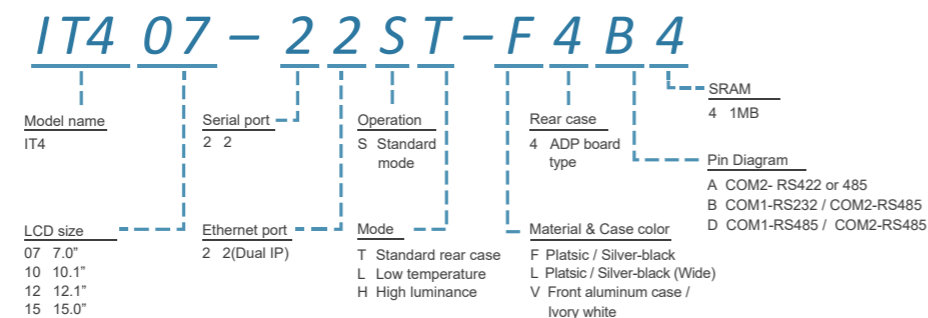 IT4 07 – 2 2 S T – F 4 B 4
SRAM
4 1MB
Model name
IT4
Serial port
2 2
Operation
S Standard
mode
Rear case
4 ADP board
type
Pin Diagram
A COM2- RS422 or 485
B COM1-RS232 / COM2-RS485
D COM1-RS485 / COM2-RS485
LCD size
07 7.0”
10 10.1”
12 12.1”
15 15.0”
Ethernet port
2 2(Dual IP)
Mode
T Standard rear case
L Low temperature
H High luminance
Material & Case color
F Platsic / Silver-black
L Platsic / Silver-black (Wide)
V Front aluminum case /
Ivory white